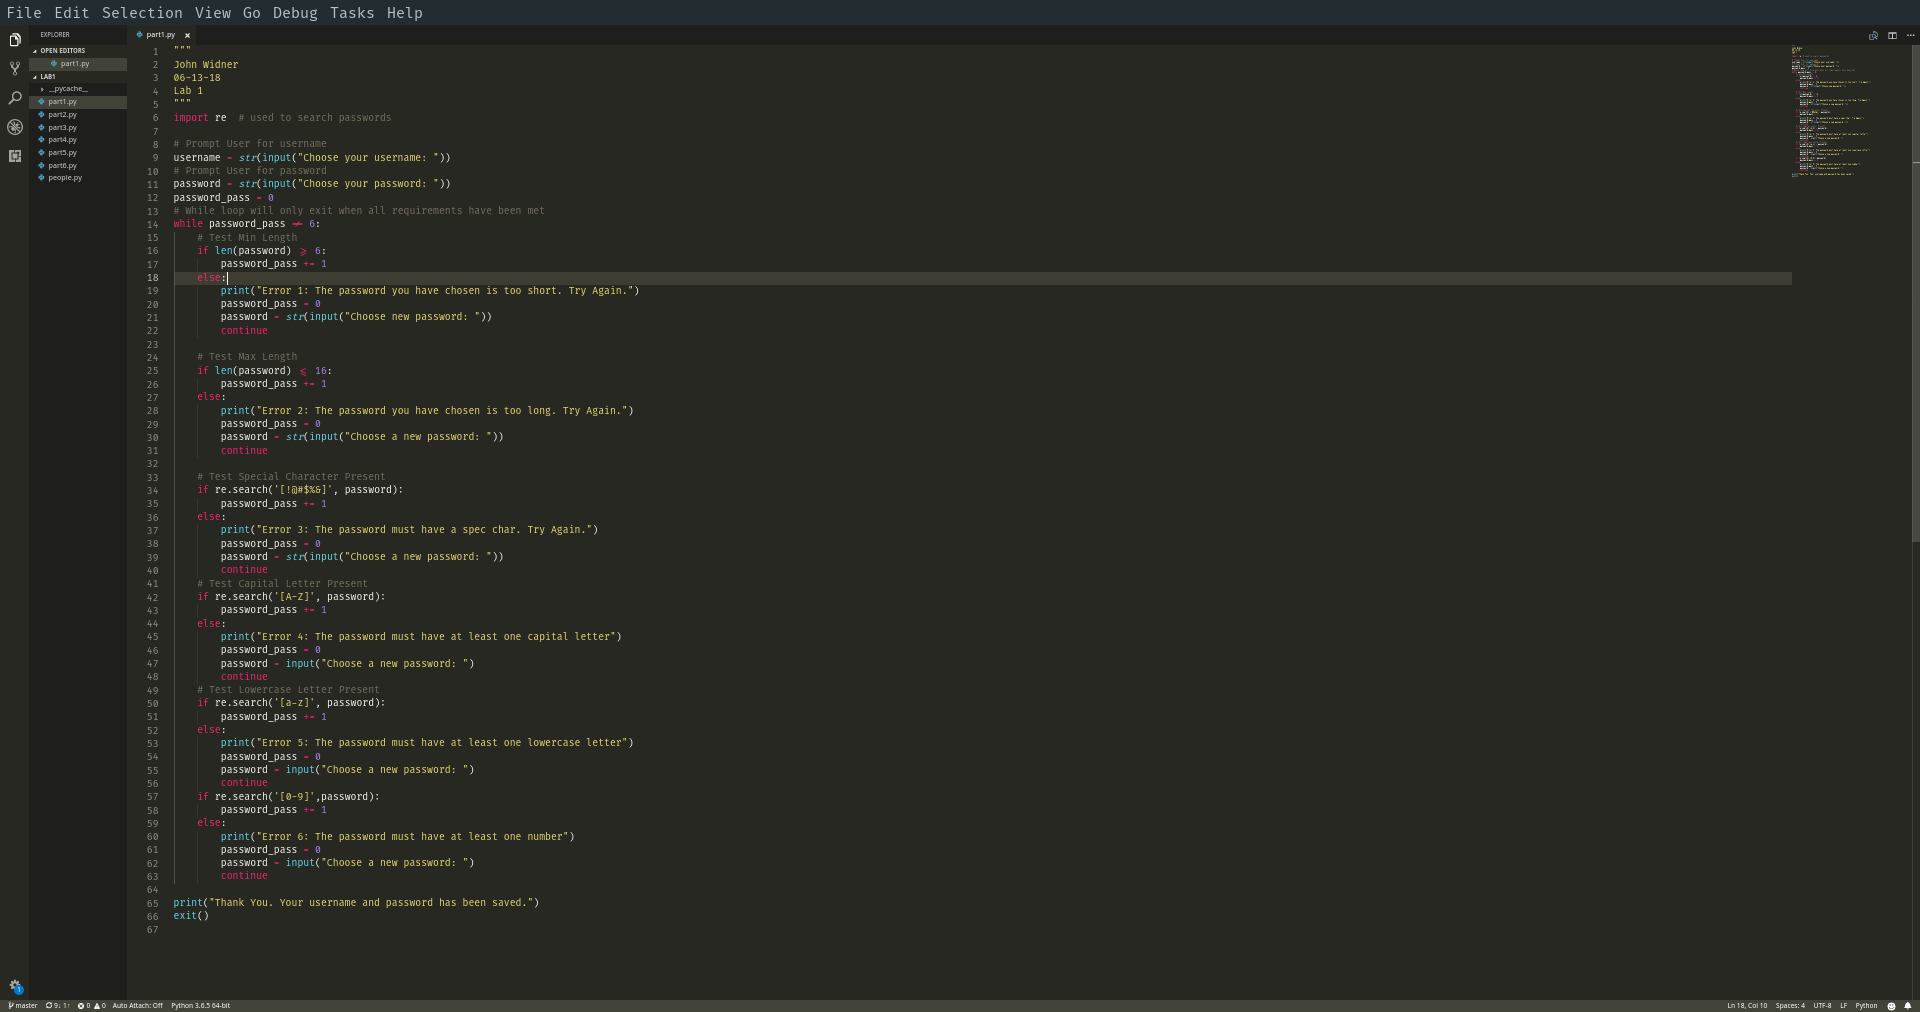 File Edit Selection View Go Debug Tasks Help
EXPLORER
OPEN EDITORS
part1.py
LAB1
__pycache__
part1.py
part2.py
part3.py
part4.py
part5.py
part6.py
people.py
part1.py ×
1 """
2 John Widner
3 06-13-18
4 Lab 1
5 """
6 import re  # used to search passwords
7
8 # Prompt User for username
9 username = str(input("Choose your username: "))
10 # Prompt User for password
11 password = str(input("Choose your password: "))
12 password_pass = 0
13 # While loop will only exit when all requirements have been met
14 while password_pass ≠ 6:
15     # Test Min Length
16     if len(password) ⩾ 6:
17         password_pass += 1
18     else:
19         print("Error 1: The password you have chosen is too short. Try Again.")
20         password_pass = 0
21         password = str(input("Choose new password: "))
22         continue
23
24     # Test Max Length
25     if len(password) ⩽ 16:
26         password_pass += 1
27     else:
28         print("Error 2: The password you have chosen is too long. Try Again.")
29         password_pass = 0
30         password = str(input("Choose a new password: "))
31         continue
32
33     # Test Special Character Present
34     if re.search('[!@#$%&]', password):
35         password_pass += 1
36     else:
37         print("Error 3: The password must have a spec char. Try Again.")
38         password_pass = 0
39         password = str(input("Choose a new password: "))
40         continue
41     # Test Capital Letter Present
42     if re.search('[A-Z]', password):
43         password_pass += 1
44     else:
45         print("Error 4: The password must have at least one capital letter")
46         password_pass = 0
47         password = input("Choose a new password: ")
48         continue
49     # Test Lowercase Letter Present
50     if re.search('[a-z]', password):
51         password_pass += 1
52     else:
53         print("Error 5: The password must have at least one lowercase letter")
54         password_pass = 0
55         password = input("Choose a new password: ")
56         continue
57     if re.search('[0-9]',password):
58         password_pass += 1
59     else:
60         print("Error 6: The password must have at least one number")
61         password_pass = 0
62         password = input("Choose a new password: ")
63         continue
64
65 print("Thank You. Your username and password has been saved.")
66 exit()
67
1
master 9↓ 1↑ 0 0 Auto Attach: Off Python 3.6.5 64-bit Ln 18, Col 10 Spaces: 4 UTF-8 LF Python